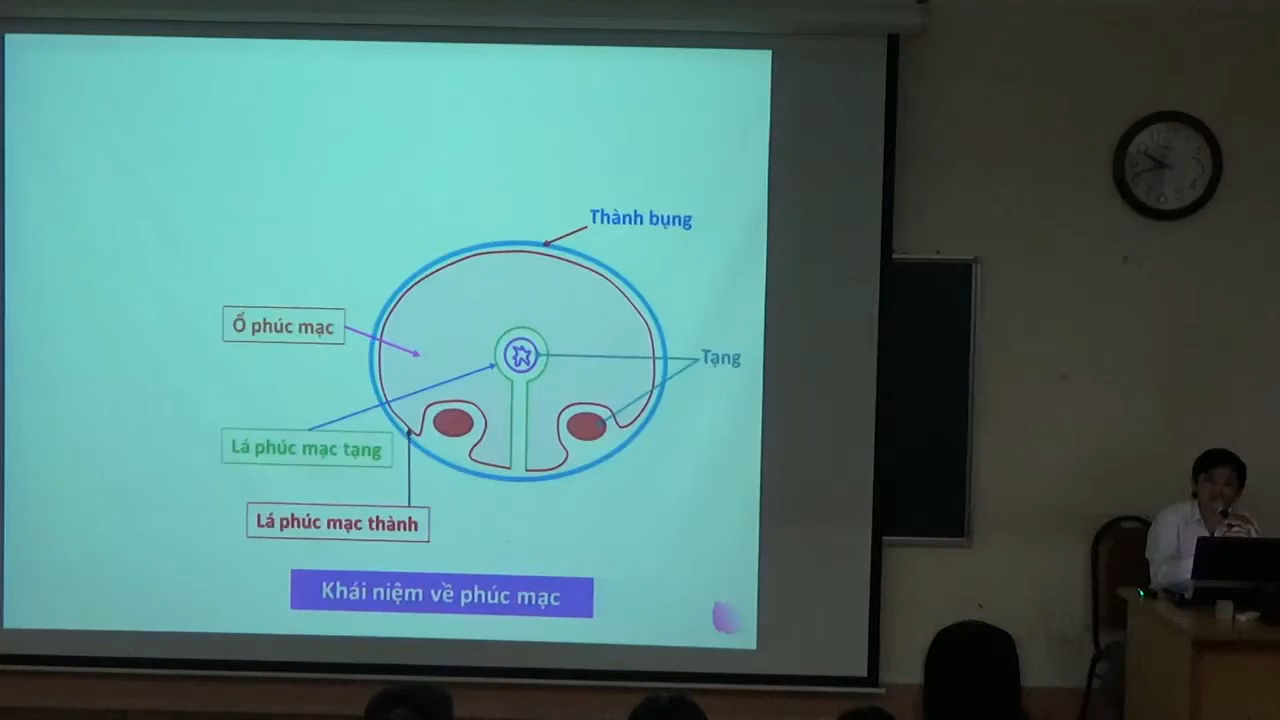 Thành bụng
Ổ phúc mạc
Tạng
Lá phúc mạc tạng
Lá phúc mạc thành
Khái niệm về phúc mạc